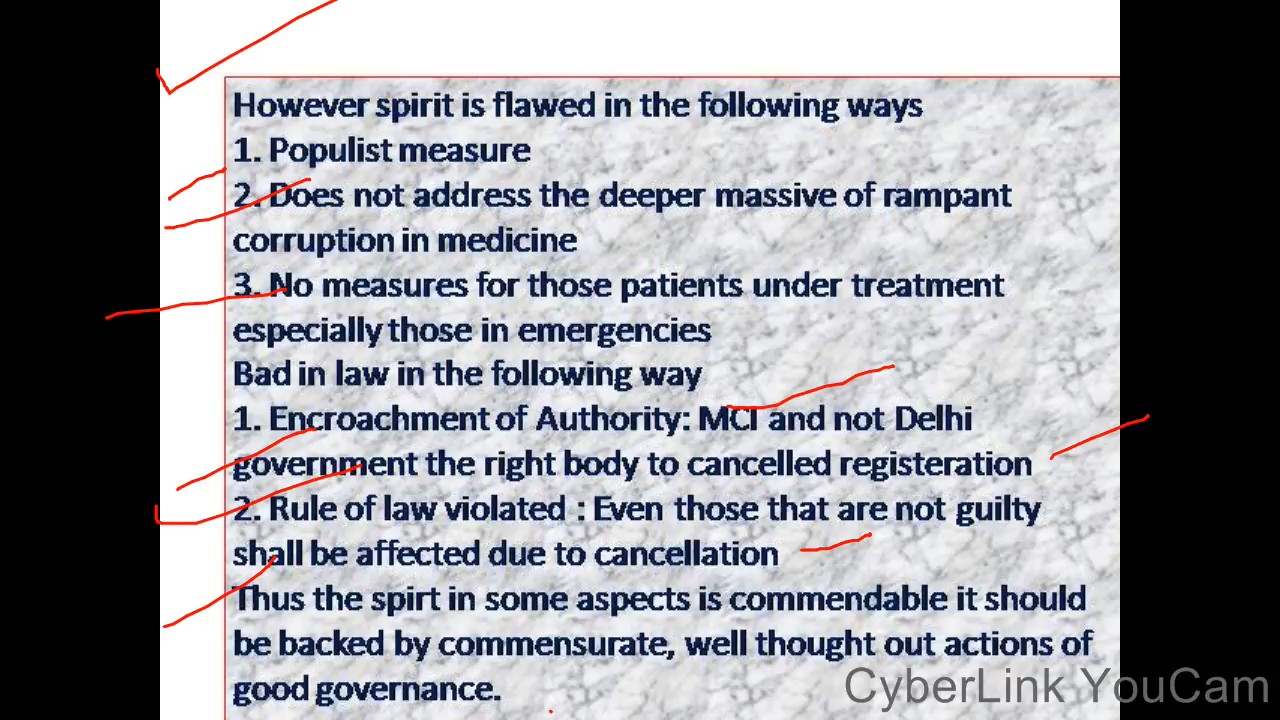 However spirit is flawed in the following ways
1. Populist measure
2. Does not address the deeper massive of rampant
corruption in medicine
3. No measures for those patients under treatment
especially those in emergencies
Bad in law in the following way
1. Encroachment of Authority: MCI and not Delhi
government the right body to cancelled registeration
2. Rule of law violated : Even those that are not guilty
shall be affected due to cancellation
Thus the spirt in some aspects is commendable it should
be backed by commensurate, well thought out actions of
good governance.
CyberLink YouCam